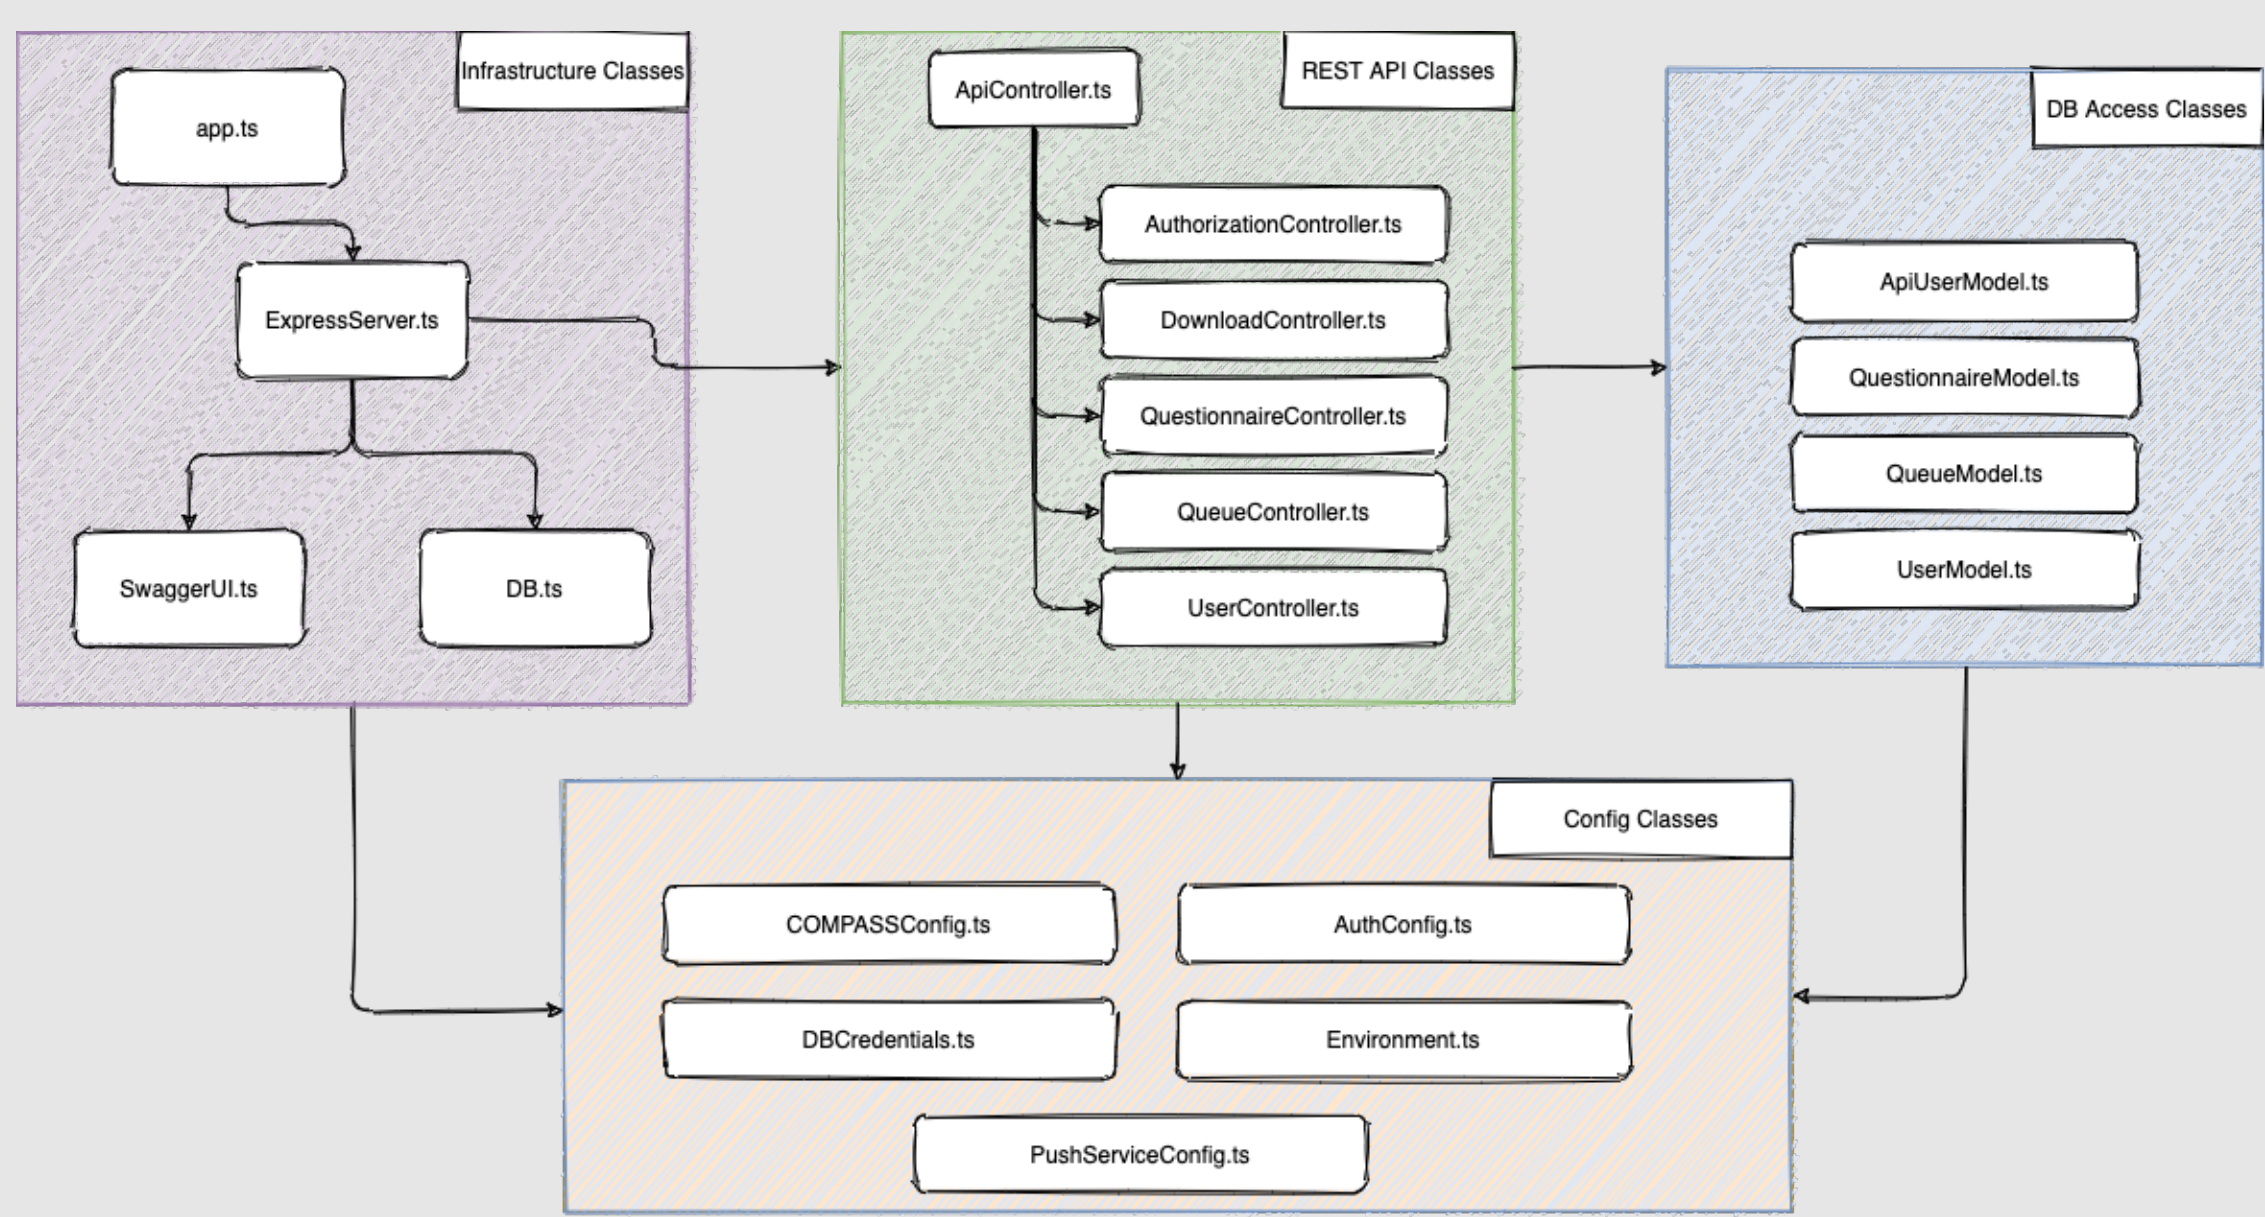 Infrastructure Classes
app.ts
ExpressServer.ts
SwaggerUI.ts
DB.ts
REST API Classes
ApiController.ts
AuthorizationController.ts
DownloadController.ts
QuestionnaireController.ts
QueueController.ts
UserController.ts
DB Access Classes
ApiUserModel.ts
QuestionnaireModel.ts
QueueModel.ts
UserModel.ts
Config Classes
COMPASSConfig.ts
AuthConfig.ts
DBCredentials.ts
Environment.ts
PushServiceConfig.ts